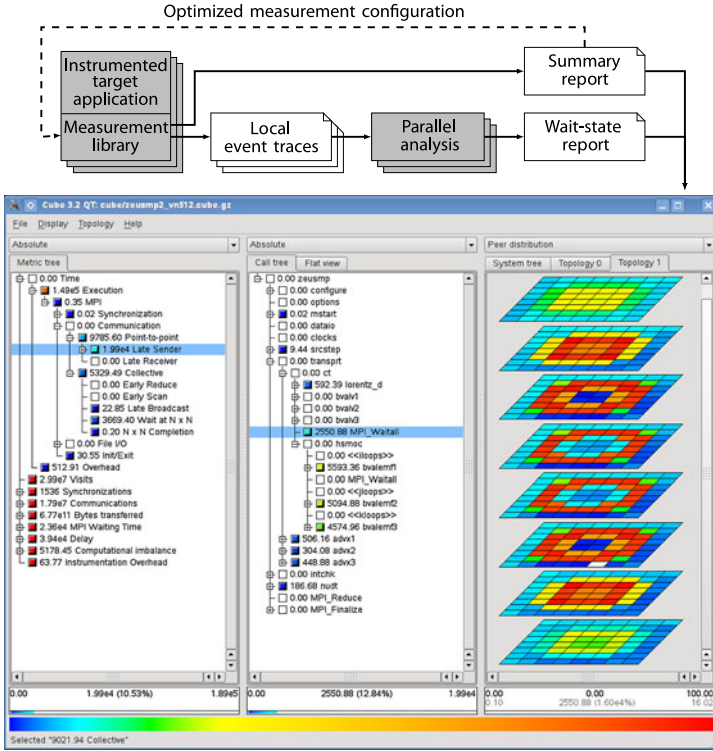 Optimized measurement configuration
Instrumented
target
application
Measurement
library
Local
event traces
Parallel
analysis
Summary
report
Wait-state
report
Cube 3.2 QT: cube/zeusmp2_vn512.cube.gz
File Display Topology Help
Absolute
Metric tree
0.00 Time
1.49e5 Execution
0.35 MPI
0.02 Synchronization
0.00 Communication
9785.60 Point-to-point
1.99e4 Late Sender
0.00 Late Receiver
5329.49 Collective
0.00 Early Reduce
0.00 Early Scan
22.85 Late Broadcast
3669.40 Wait at N x N
0.20 N x N Completion
0.00 File I/O
30.55 Init/Exit
512.91 Overhead
2.99e7 Visits
1536 Synchronizations
1.79e7 Communications
6.77e11 Bytes transferred
2.36e4 MPI Waiting Time
3.94e4 Delay
5178.45 Computational imbalance
63.77 Instrumentation Overhead
0.00 1.99e4 (10.53%) 1.89e5
Absolute
Call tree Flat view
0.00 zeusmp
0.00 configure
0.00 options
0.02 mstart
0.00 dataio
0.00 clocks
9.44 srcstep
0.00 transprt
0.00 ct
592.39 lorentz_d
0.00 bvalv1
0.00 bvalv2
0.00 bvalv3
2550.88 MPI_Waitall
0.00 hsmoc
0.00 <<iloops>>
5593.36 bvalemf1
0.00 MPI_Waitall
0.00 <<jloops>>
5094.88 bvalemf2
0.00 <<kloops>>
4574.96 bvalemf3
506.16 advx1
304.08 advx2
448.88 advx3
0.00 intchk
186.68 nudt
0.00 MPI_Reduce
0.00 MPI_Finalize
0.00 2550.88 (12.84%) 1.99e4
Peer distribution
System tree Topology 0 Topology 1
0.00 0.00 100.00
0.10 2550.88 (1.60e4%) 16.02
Selected "9021.94 Collective"